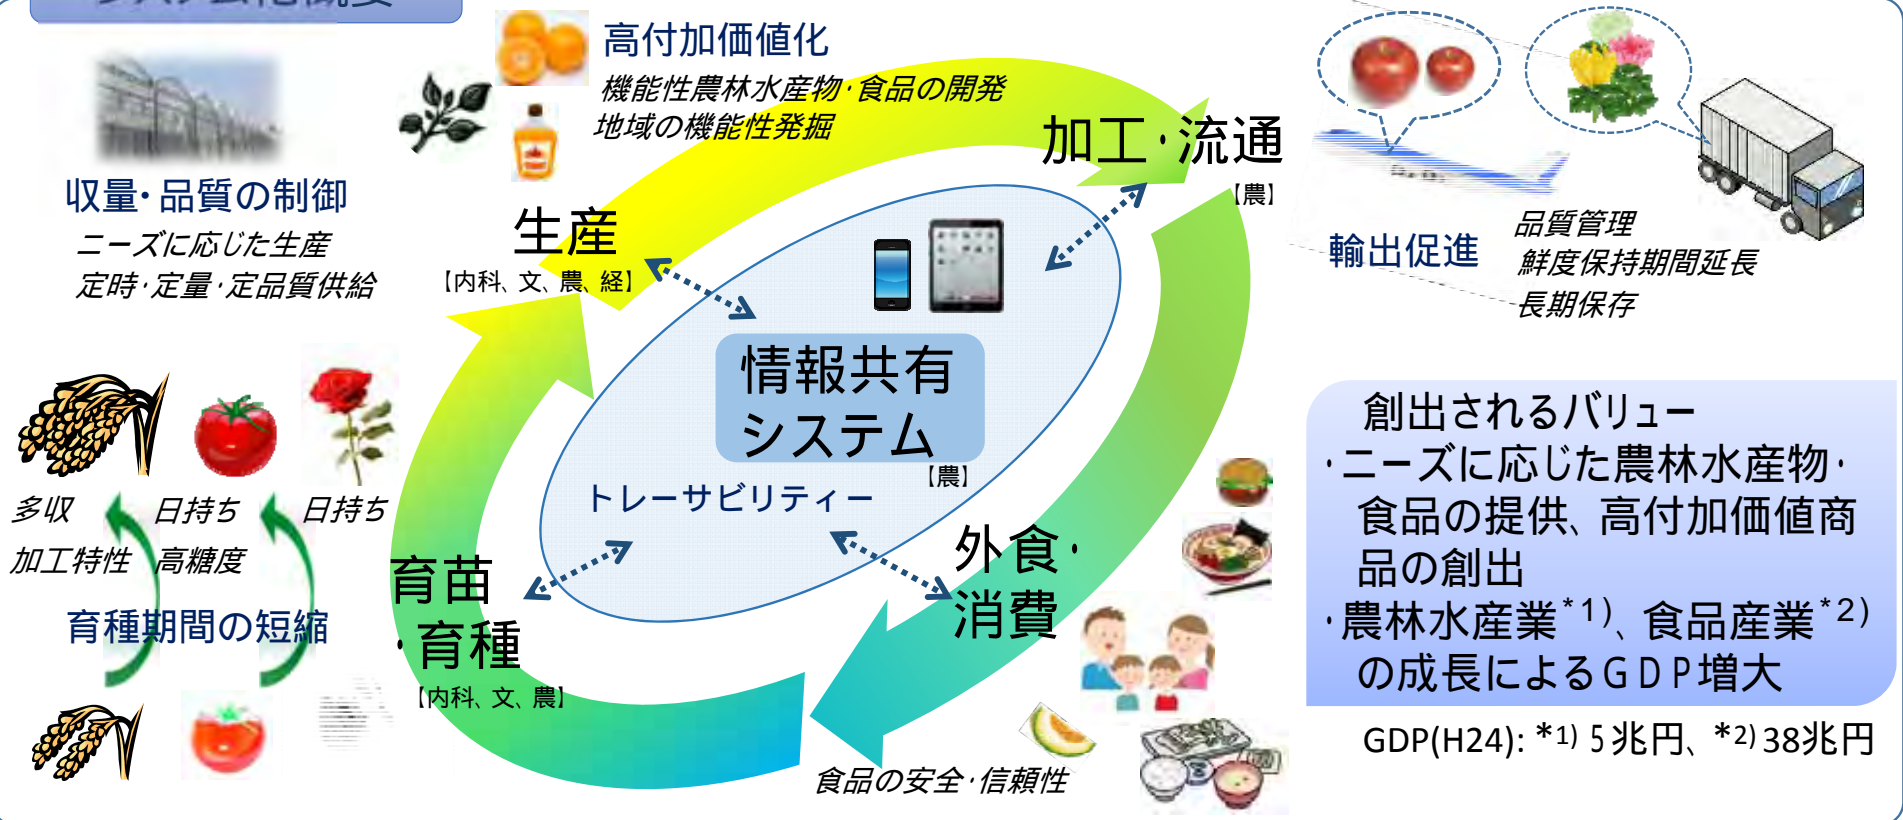 システム化概要
高付加価値化
機能性農林水産物・食品の開発
地域の機能性発掘
収量・品質の制御
ニーズに応じた生産
定時・定量・定品質供給
生産
【内科、文、農、経】
加工・流通
【農】
輸出促進
品質管理
鮮度保持期間延長
長期保存
情報共有
システム
【農】
トレーサビリティー
多収
加工特性
日持ち
高糖度
日持ち
育種期間の短縮
育苗
・育種
【内科、文、農】
外食・
消費
食品の安全・信頼性
創出されるバリュー
・ニーズに応じた農林水産物・
食品の提供、高付加価値商
品の創出
・農林水産業*1)、食品産業*2)
の成長によるGDP増大
GDP(H24): *1) 5兆円、*2) 38兆円